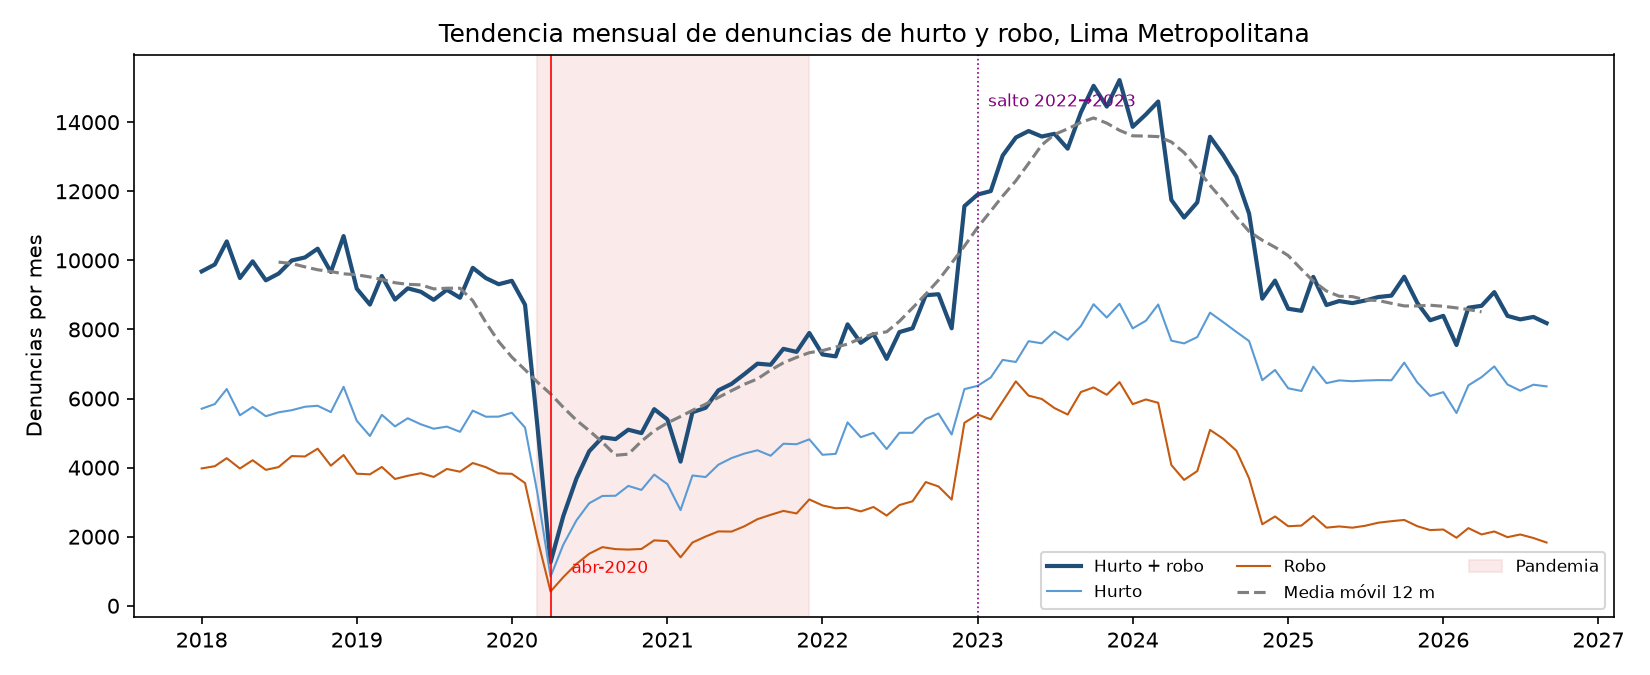 Tendencia mensual de denuncias de hurto y robo, Lima Metropolitana
Denuncias por mes
14000
12000
10000
8000
6000
4000
2000
0
salto 2022→2023
abr-2020
Hurto + robo
Hurto
Robo
Media móvil 12 m
Pandemia
2018 2019 2020 2021 2022 2023 2024 2025 2026 2027